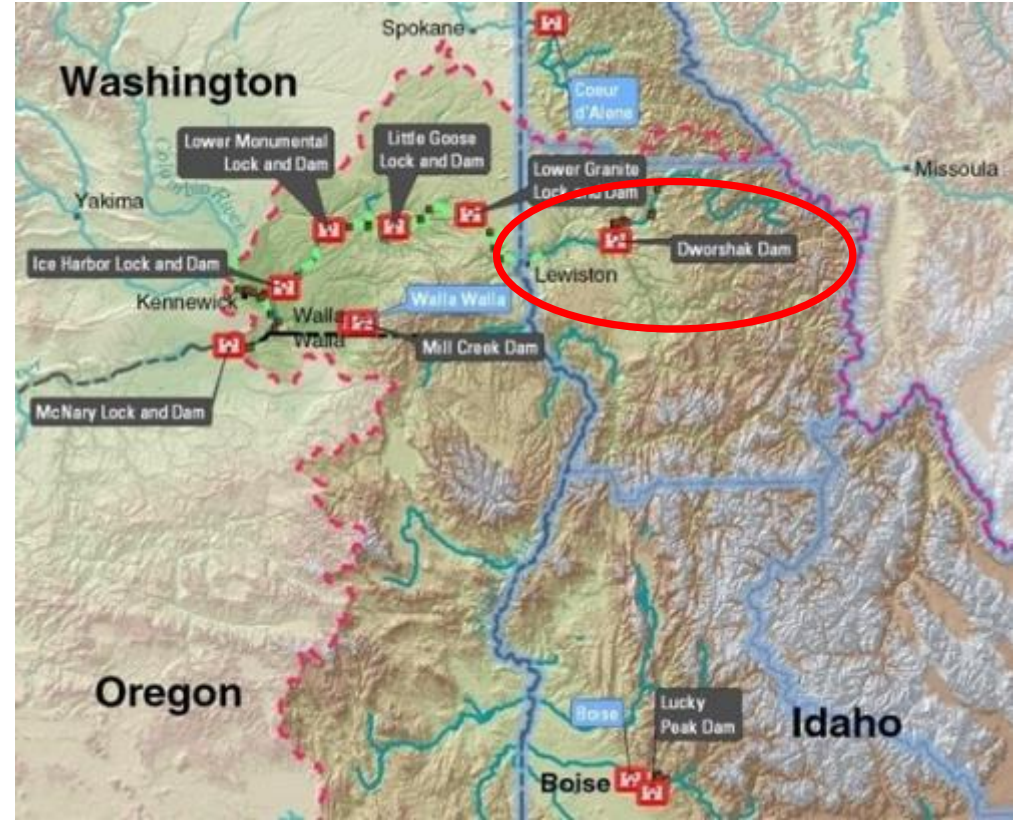 Spokane
Washington
Coeur
d'Alene
Lower Monumental
Lock and Dam
Little Goose
Lock and Dam
Lower Granite
Lock and Dam
Missoula
Yakima
Columbia River
Dworshak Dam
Ice Harbor Lock and Dam
Lewiston
Kennewick
Walla Walla
Walla
Walla
Mill Creek Dam
McNary Lock and Dam
Oregon
Boise
Lucky
Peak Dam
Idaho
Boise